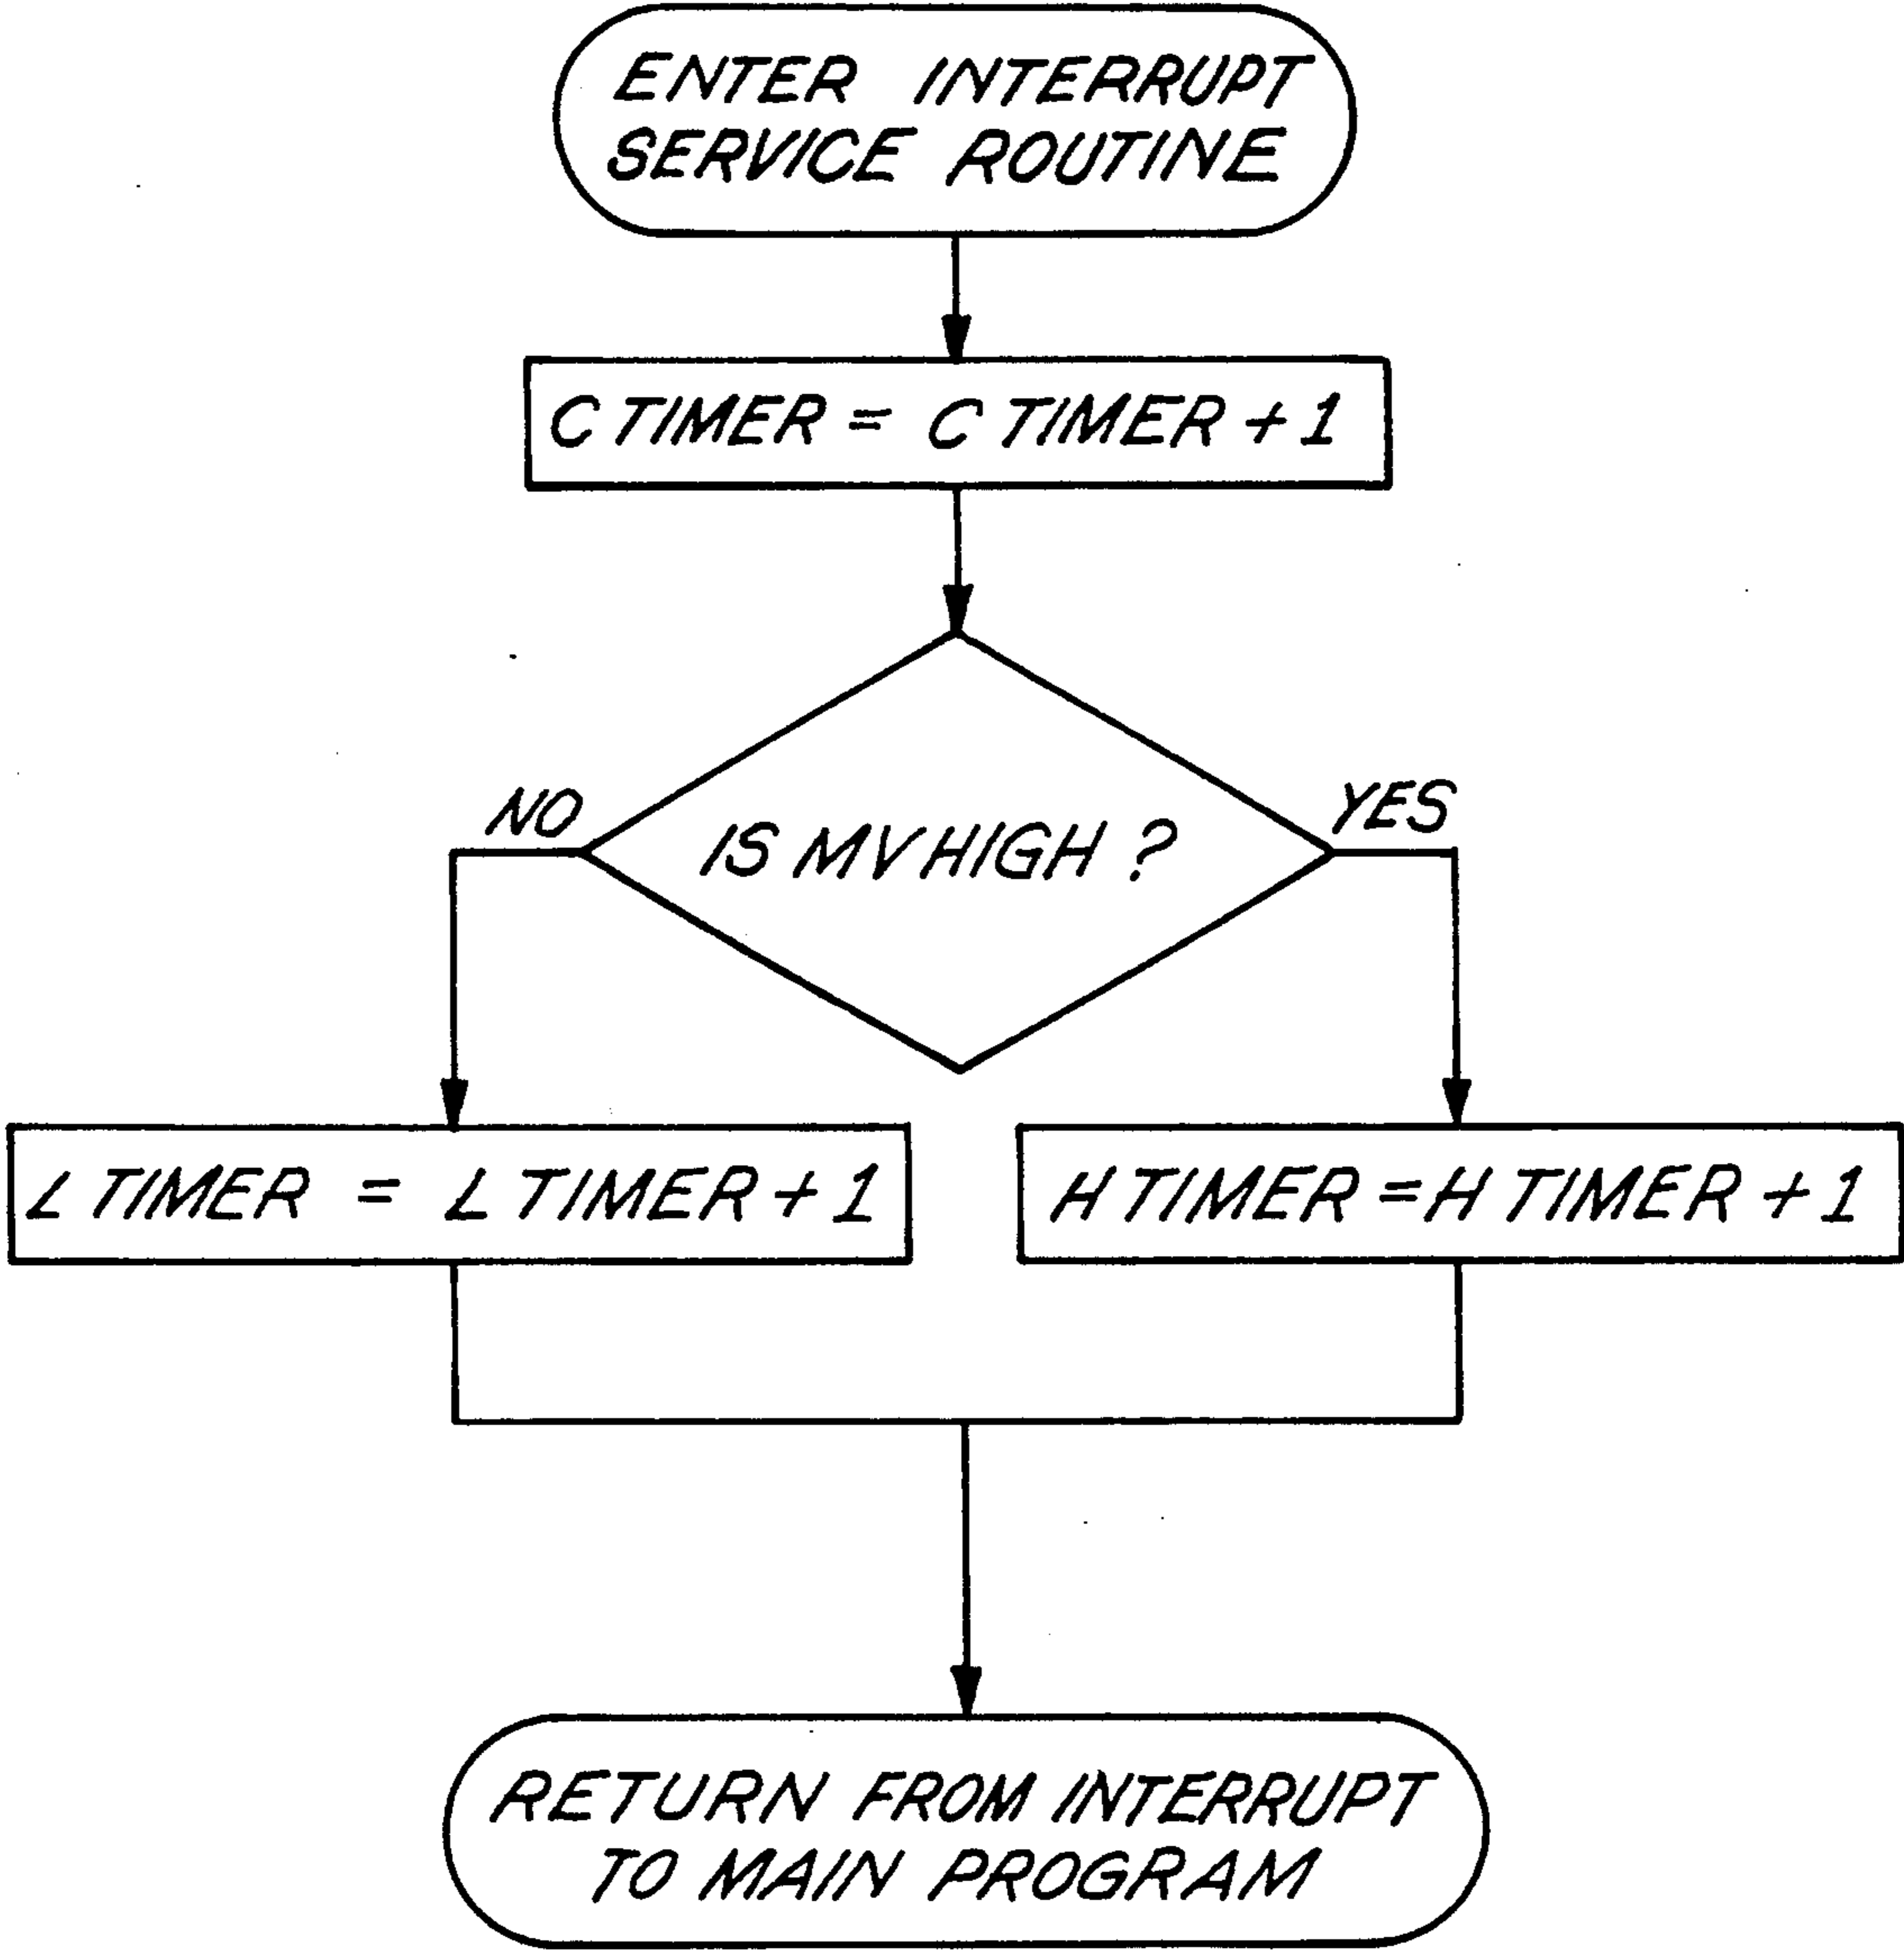 ENTER INTERRUPT
SERVICE ROUTINE
C TIMER = C TIMER + 1
IS MV HIGH ?
NO
YES
L TIMER = L TIMER + 1
H TIMER = H TIMER + 1
RETURN FROM INTERRUPT
TO MAIN PROGRAM